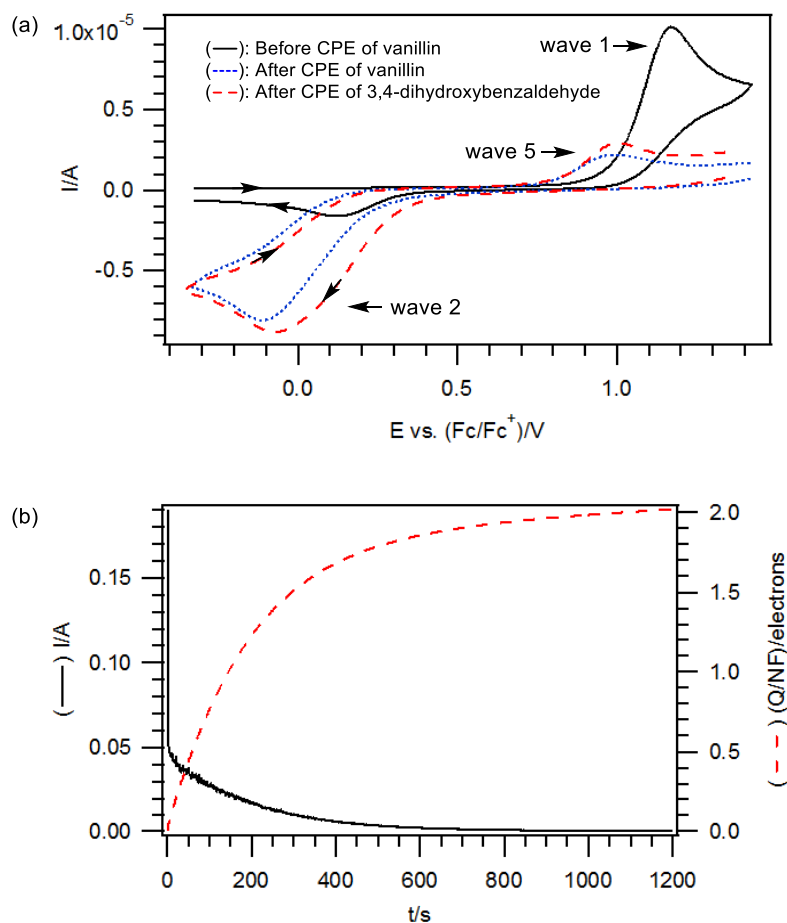 (a)
1.0x10⁻⁵
0.5
0.0
-0.5
I/A
(—): Before CPE of vanillin
(┄): After CPE of vanillin
(– –): After CPE of 3,4-dihydroxybenzaldehyde
wave 1
wave 5
wave 2
0.0 0.5 1.0
E vs. (Fc/Fc⁺)/V
(b)
(—) I/A
0.15
0.10
0.05
0.00
2.0
1.5
1.0
0.5
0.0
(– –) (Q/NF)/electrons
0 200 400 600 800 1000 1200
t/s